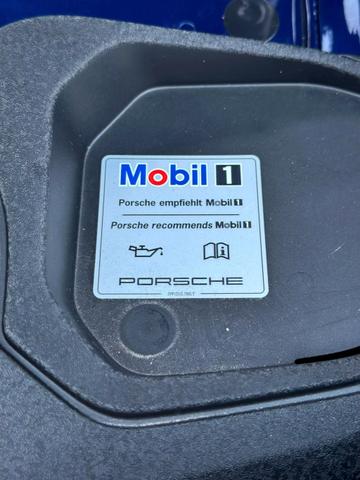 Mobil 1
Porsche empfiehlt Mobil 1
Porsche recommends Mobil 1
PORSCHE